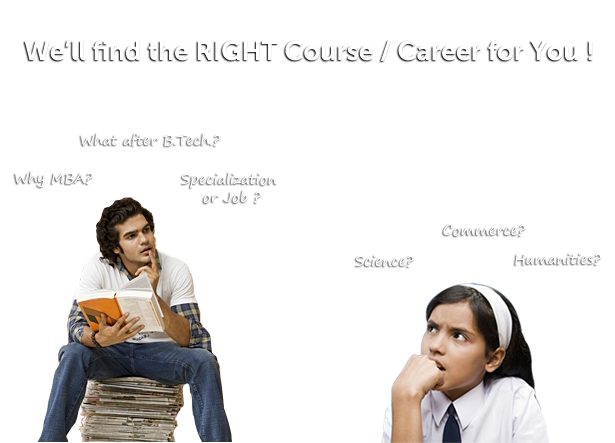 We'll find the RIGHT Course / Career for You !
What after B.Tech.?
Why MBA?
Specialization
or Job ?
Commerce?
Science?
Humanities?